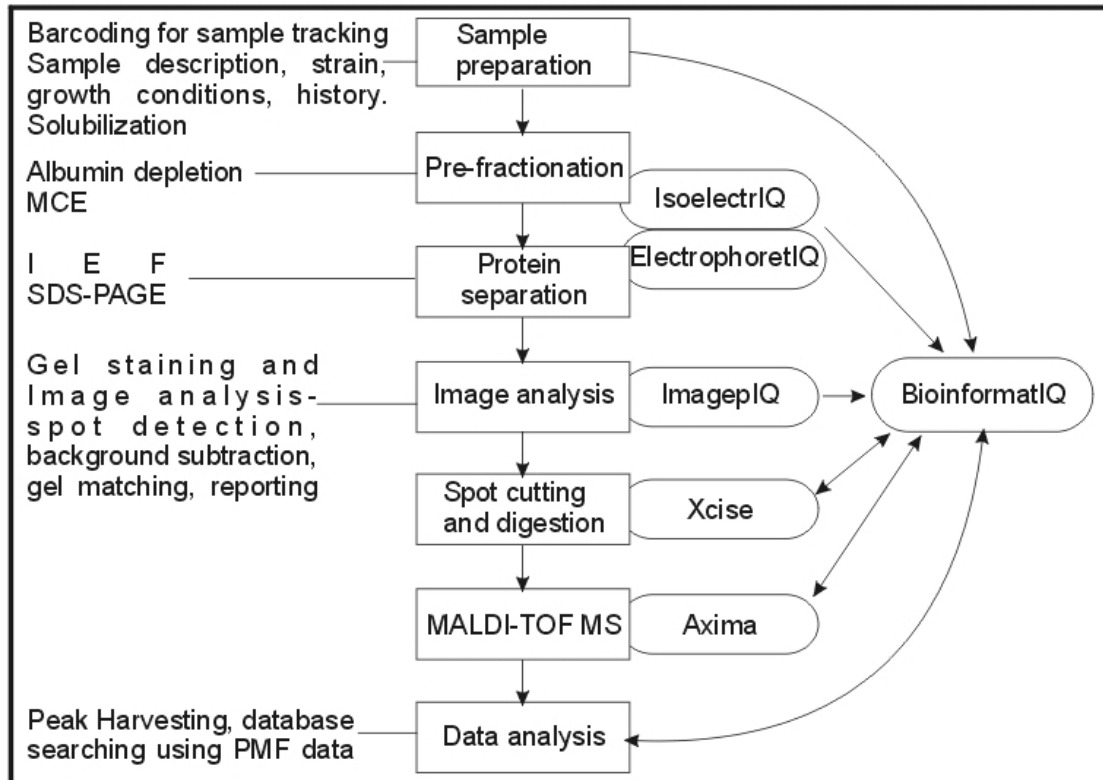 Barcoding for sample tracking
Sample description, strain,
growth conditions, history.
Solubilization
Sample
preparation
Albumin depletion
MCE
Pre-fractionation
IsoelectrIQ
ElectrophoretIQ
I E F
SDS-PAGE
Protein
separation
Gel staining and
Image analysis-
spot detection,
background subtraction,
gel matching, reporting
Image analysis
ImagepIQ
BioinformatIQ
Spot cutting
and digestion
Xcise
MALDI-TOF MS
Axima
Peak Harvesting, database
searching using PMF data
Data analysis